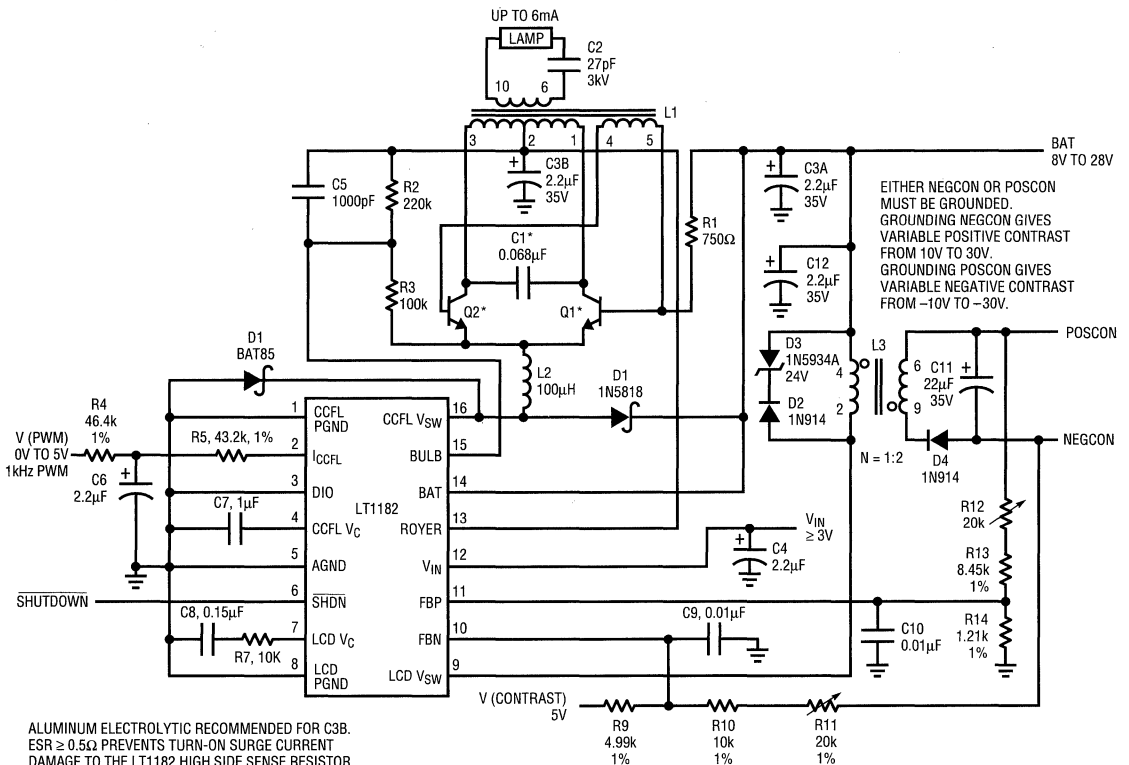 UP TO 6mA
LAMP
C2
27pF
3kV
10
6
L1
3
2
1
4
5
BAT
8V TO 28V
C5
1000pF
R2
220k
+
C3B
2.2µF
35V
+
C3A
2.2µF
35V
R1
750Ω
C1*
0.068µF
EITHER NEGCON OR POSCON
MUST BE GROUNDED.
GROUNDING NEGCON GIVES
VARIABLE POSITIVE CONTRAST
FROM 10V TO 30V.
GROUNDING POSCON GIVES
VARIABLE NEGATIVE CONTRAST
FROM –10V TO –30V.
+
C12
2.2µF
35V
R3
100k
Q2*
Q1*
POSCON
D1
BAT85
L2
100µH
D1
1N5818
D3
1N5934A
24V
D2
1N914
L3
4
2
6
9
C11
22µF
35V
+
NEGCON
N = 1:2
D4
1N914
R4
46.4k
1%
V (PWM)
0V TO 5V
1kHz PWM
R5, 43.2k, 1%
C6
2.2µF
+
C7, 1µF
1
CCFL
PGND
2
ICCFL
3
DIO
4
CCFL VC
5
AGND
6
SHDN
7
LCD VC
8
LCD
PGND
LT1182
CCFL VSW
16
BULB
15
BAT
14
ROYER
13
VIN
12
FBP
11
FBN
10
LCD VSW
9
SHUTDOWN
C8, 0.15µF
R7, 10K
VIN
≥ 3V
+
C4
2.2µF
C9, 0.01µF
C10
0.01µF
R12
20k
R13
8.45k
1%
R14
1.21k
1%
V (CONTRAST)
5V
R9
4.99k
1%
R10
10k
1%
R11
20k
1%
ALUMINUM ELECTROLYTIC RECOMMENDED FOR C3B.
ESR ≥ 0.5Ω PREVENTS TURN-ON SURGE CURRENT
DAMAGE TO THE LT1182 HIGH SIDE SENSE RESISTOR